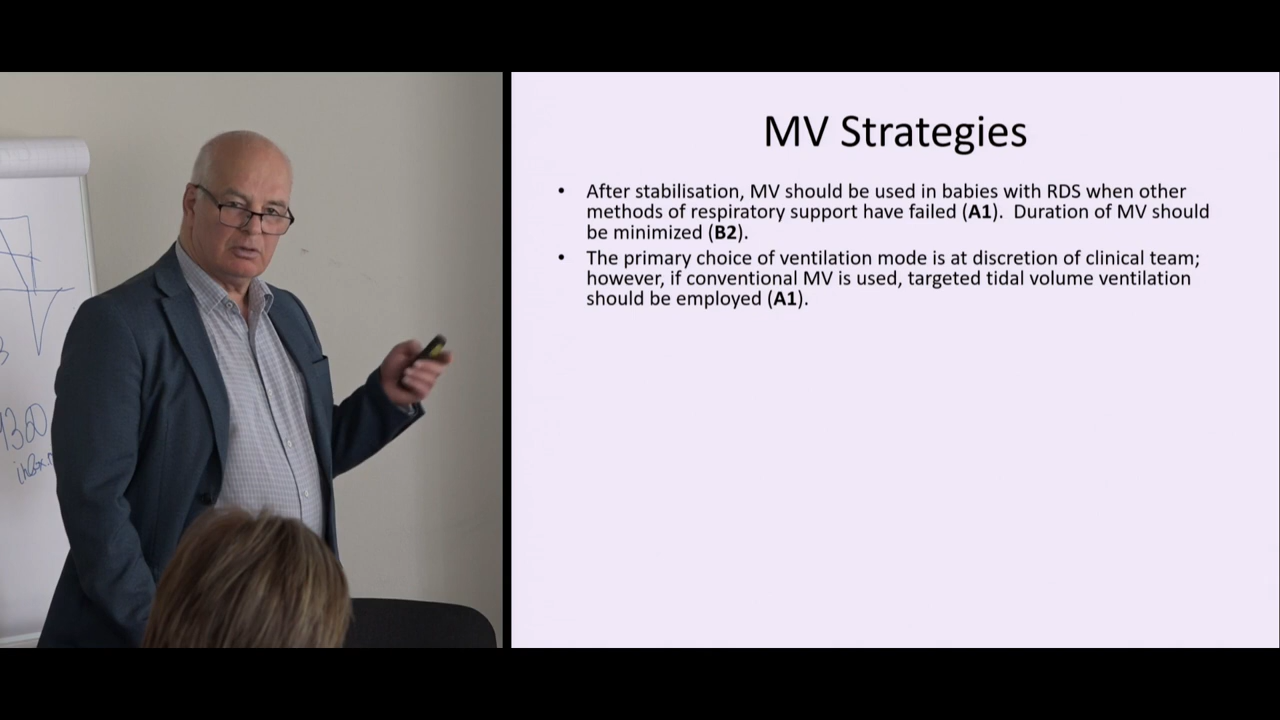 MV Strategies
• After stabilisation, MV should be used in babies with RDS when other
methods of respiratory support have failed (A1). Duration of MV should
be minimized (B2).
• The primary choice of ventilation mode is at discretion of clinical team;
however, if conventional MV is used, targeted tidal volume ventilation
should be employed (A1).